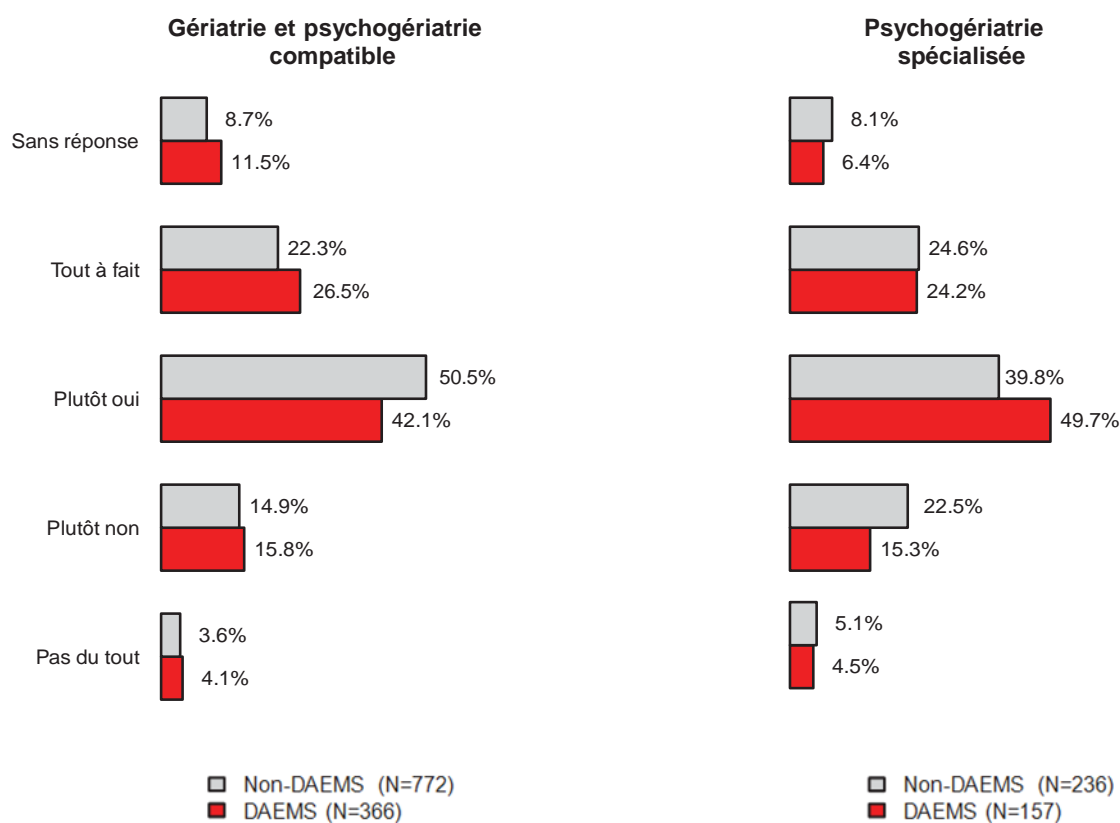 Gériatrie et psychogériatrie
compatible
Psychogériatrie
spécialisée
Sans réponse
8.7%
11.5%
8.1%
6.4%
Tout à fait
22.3%
26.5%
24.6%
24.2%
Plutôt oui
50.5%
42.1%
39.8%
49.7%
Plutôt non
14.9%
15.8%
22.5%
15.3%
Pas du tout
3.6%
4.1%
5.1%
4.5%
Non-DAEMS (N=772)
DAEMS (N=366)
Non-DAEMS (N=236)
DAEMS (N=157)